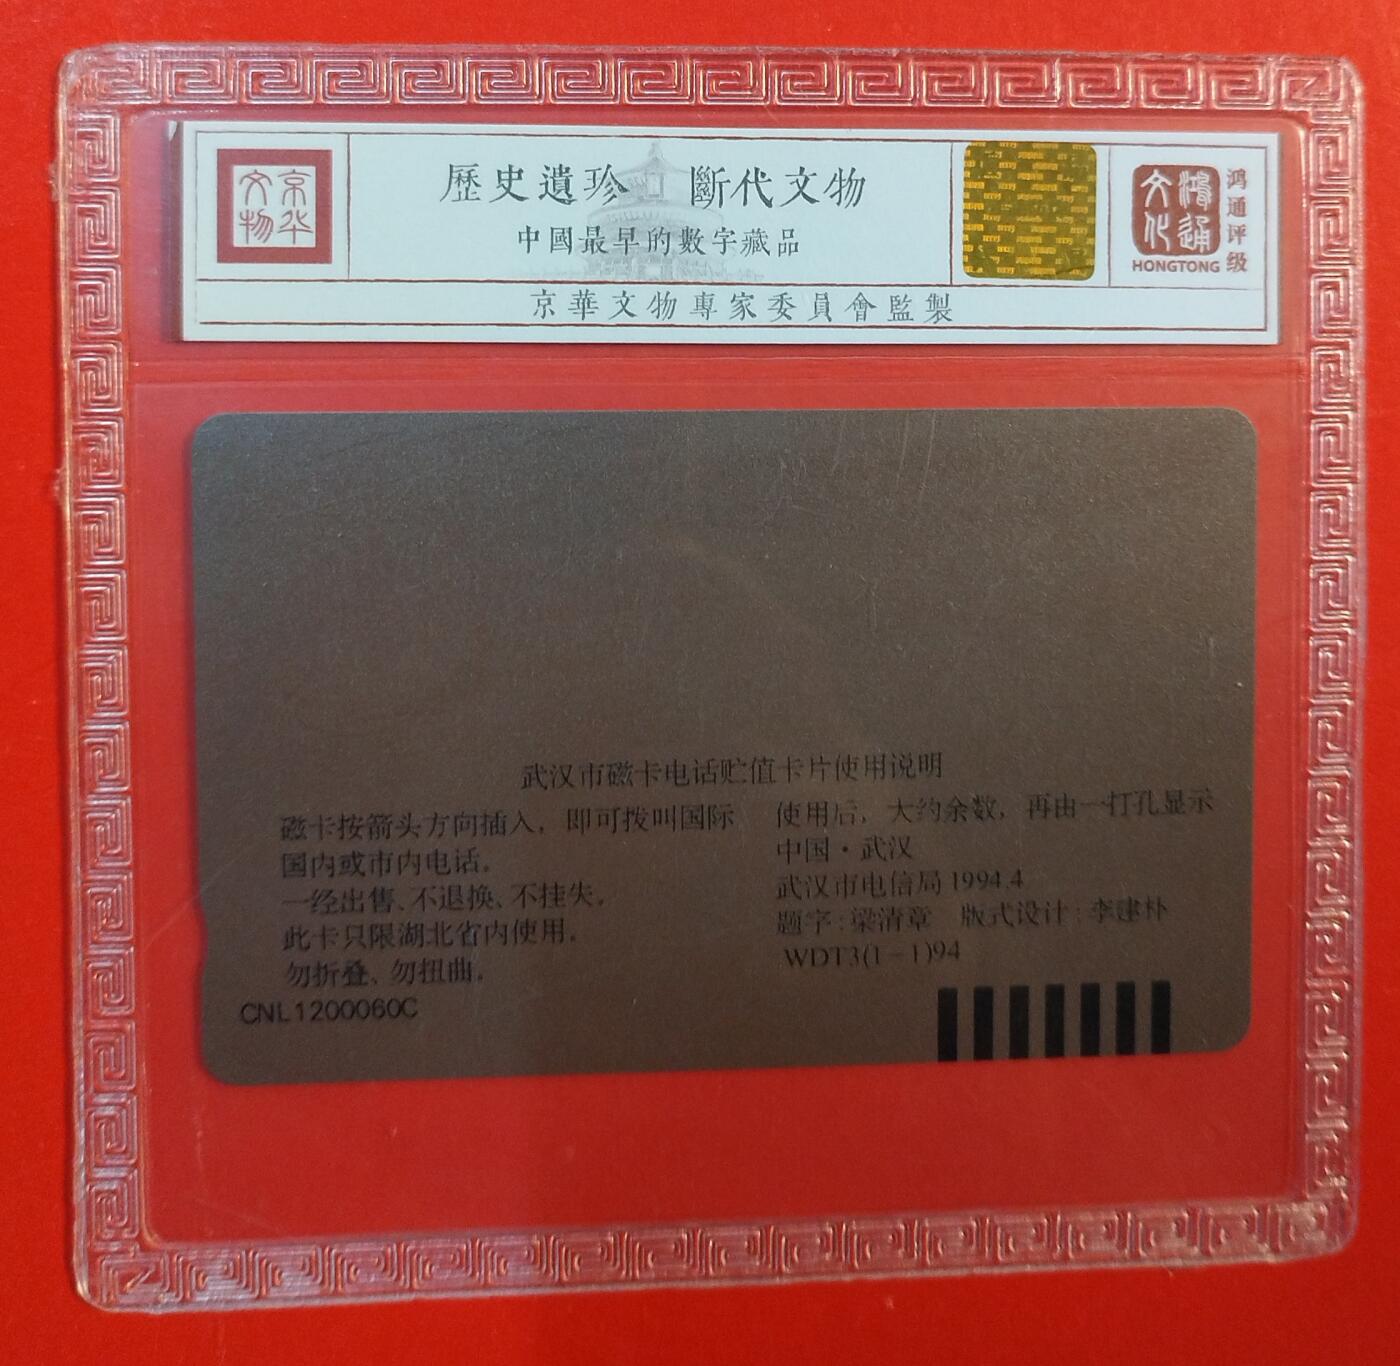 京华文物
歷史遺珍 斷代文物
中國最早的數字藏品
京華文物專家委員會監製
鴻通文化
HONGTONG
鸿通评级
武汉市磁卡电话贮值卡片使用说明
磁卡按箭头方向插入，即可拨叫国际
国内或市内电话。
一经出售、不退换、不挂失。
此卡只限湖北省内使用。
勿折叠、勿扭曲。
CNL1200060C
使用后，大约余数，再由一打孔显示
中国·武汉
武汉市电信局 1994.4
题字：梁清章 版式设计：李建朴
WDT3(1-1)94